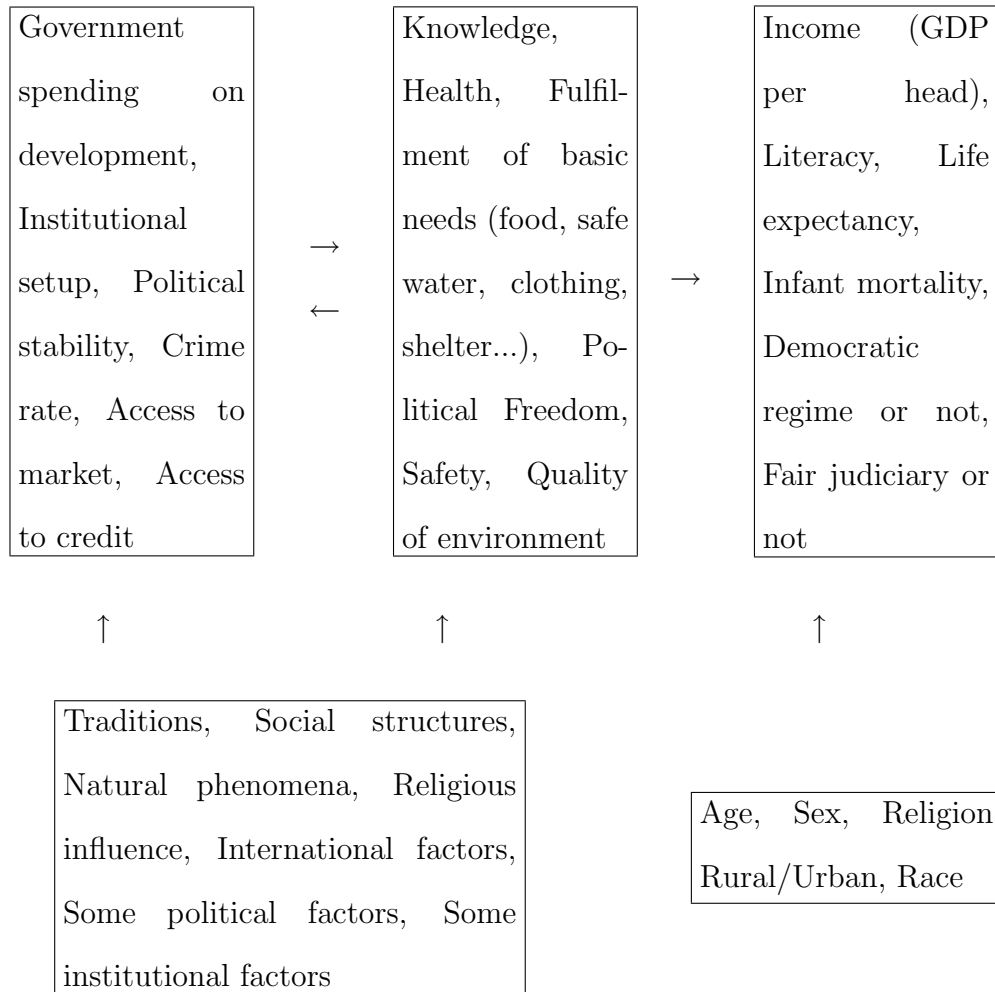 Government
spending on
development,
Institutional
setup, Political
stability, Crime
rate, Access to
market, Access
to credit
→
←
Knowledge,
Health, Fulfil-
ment of basic
needs (food, safe
water, clothing,
shelter...), Po-
litical Freedom,
Safety, Quality
of environment
→
Income (GDP
per head),
Literacy, Life
expectancy,
Infant mortality,
Democratic
regime or not,
Fair judiciary or
not
↑
↑
↑
Traditions, Social structures,
Natural phenomena, Religious
influence, International factors,
Some political factors, Some
institutional factors
Age, Sex, Religion
Rural/Urban, Race